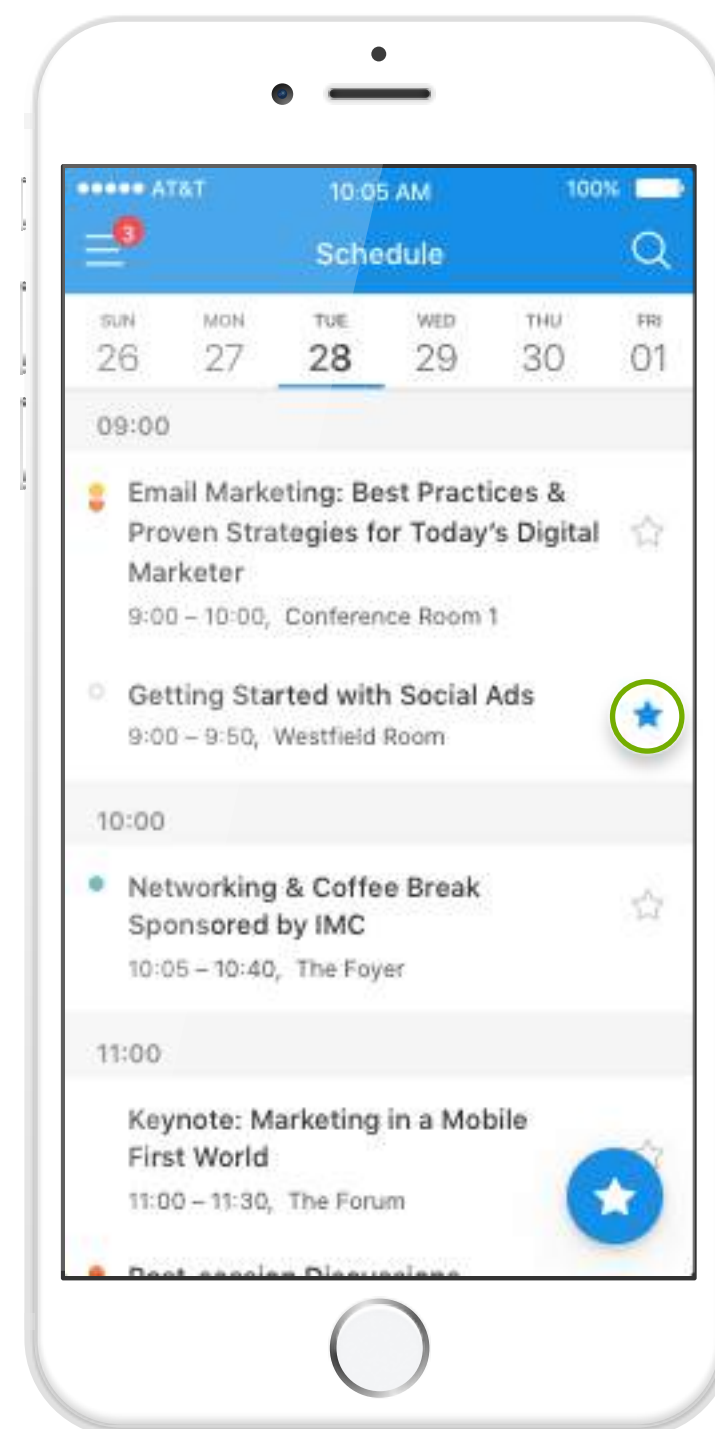 AT&T 10:05 AM 100%
3
Schedule
SUN MON TUE WED THU FRI
26 27 28 29 30 01
09:00
Email Marketing: Best Practices &
Proven Strategies for Today's Digital
Marketer
9:00 – 10:00, Conference Room 1
Getting Started with Social Ads
9:00 – 9:50, Westfield Room
10:00
Networking & Coffee Break
Sponsored by IMC
10:05 – 10:40, The Foyer
11:00
Keynote: Marketing in a Mobile
First World
11:00 – 11:30, The Forum